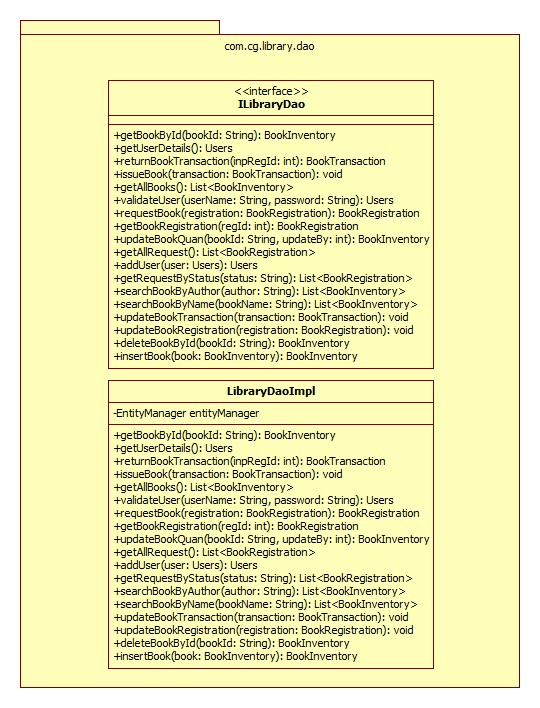 com.cg.library.dao
<<interface>>
ILibraryDao
+getBookById(bookId: String): BookInventory
+getUserDetails(): Users
+returnBookTransaction(inpRegId: int): BookTransaction
+issueBook(transaction: BookTransaction): void
+getAllBooks(): List<BookInventory>
+validateUser(userName: String, password: String): Users
+requestBook(registration: BookRegistration): BookRegistration
+getBookRegistration(regId: int): BookRegistration
+updateBookQuan(bookId: String, updateBy: int): BookInventory
+getAllRequest(): List<BookRegistration>
+addUser(user: Users): Users
+getRequestByStatus(status: String): List<BookRegistration>
+searchBookByAuthor(author: String): List<BookInventory>
+searchBookByName(bookName: String): List<BookInventory>
+updateBookTransaction(transaction: BookTransaction): void
+updateBookRegistration(registration: BookRegistration): void
+deleteBookById(bookId: String): BookInventory
+insertBook(book: BookInventory): BookInventory
LibraryDaoImpl
-EntityManager entityManager
+getBookById(bookId: String): BookInventory
+getUserDetails(): Users
+returnBookTransaction(inpRegId: int): BookTransaction
+issueBook(transaction: BookTransaction): void
+getAllBooks(): List<BookInventory>
+validateUser(userName: String, password: String): Users
+requestBook(registration: BookRegistration): BookRegistration
+getBookRegistration(regId: int): BookRegistration
+updateBookQuan(bookId: String, updateBy: int): BookInventory
+getAllRequest(): List<BookRegistration>
+addUser(user: Users): Users
+getRequestByStatus(status: String): List<BookRegistration>
+searchBookByAuthor(author: String): List<BookInventory>
+searchBookByName(bookName: String): List<BookInventory>
+updateBookTransaction(transaction: BookTransaction): void
+updateBookRegistration(registration: BookRegistration): void
+deleteBookById(bookId: String): BookInventory
+insertBook(book: BookInventory): BookInventory